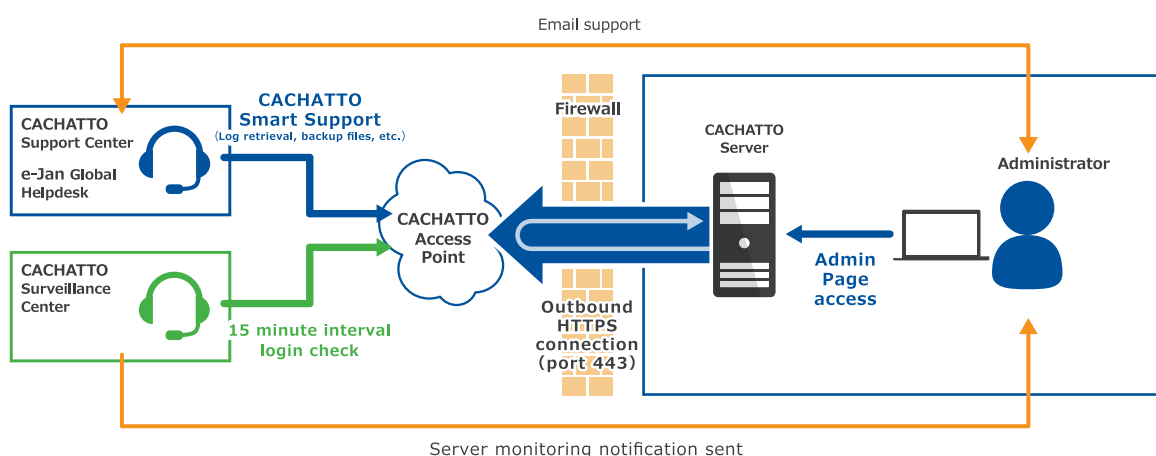 Email support
CACHATTO
Support Center
e-Jan Global
Helpdesk
CACHATTO
Smart Support
(Log retrieval, backup files, etc.)
CACHATTO
Surveillance
Center
15 minute interval
login check
CACHATTO
Access
Point
Firewall
Outbound
HTTPS
connection
(port 443)
CACHATTO
Server
Admin
Page
access
Administrator
Server monitoring notification sent